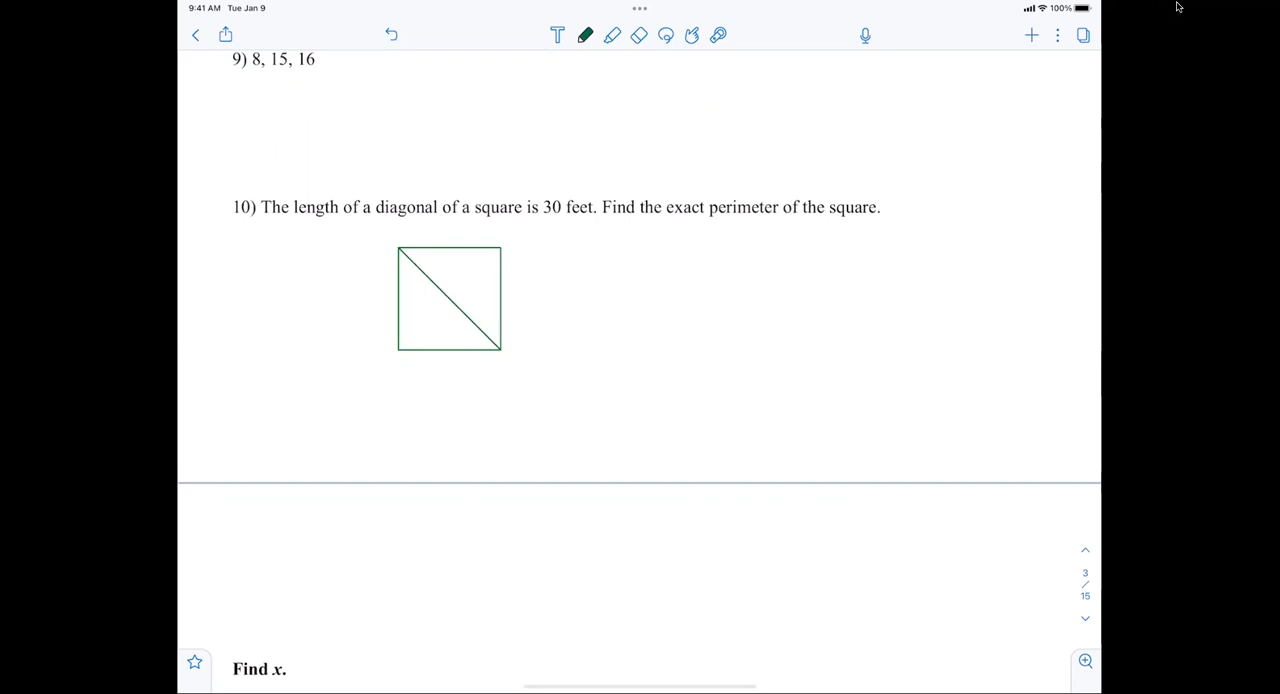 9:41 AM Tue Jan 9
100%
T
9) 8, 15, 16
10) The length of a diagonal of a square is 30 feet. Find the exact perimeter of the square.
3
/
15
Find x.